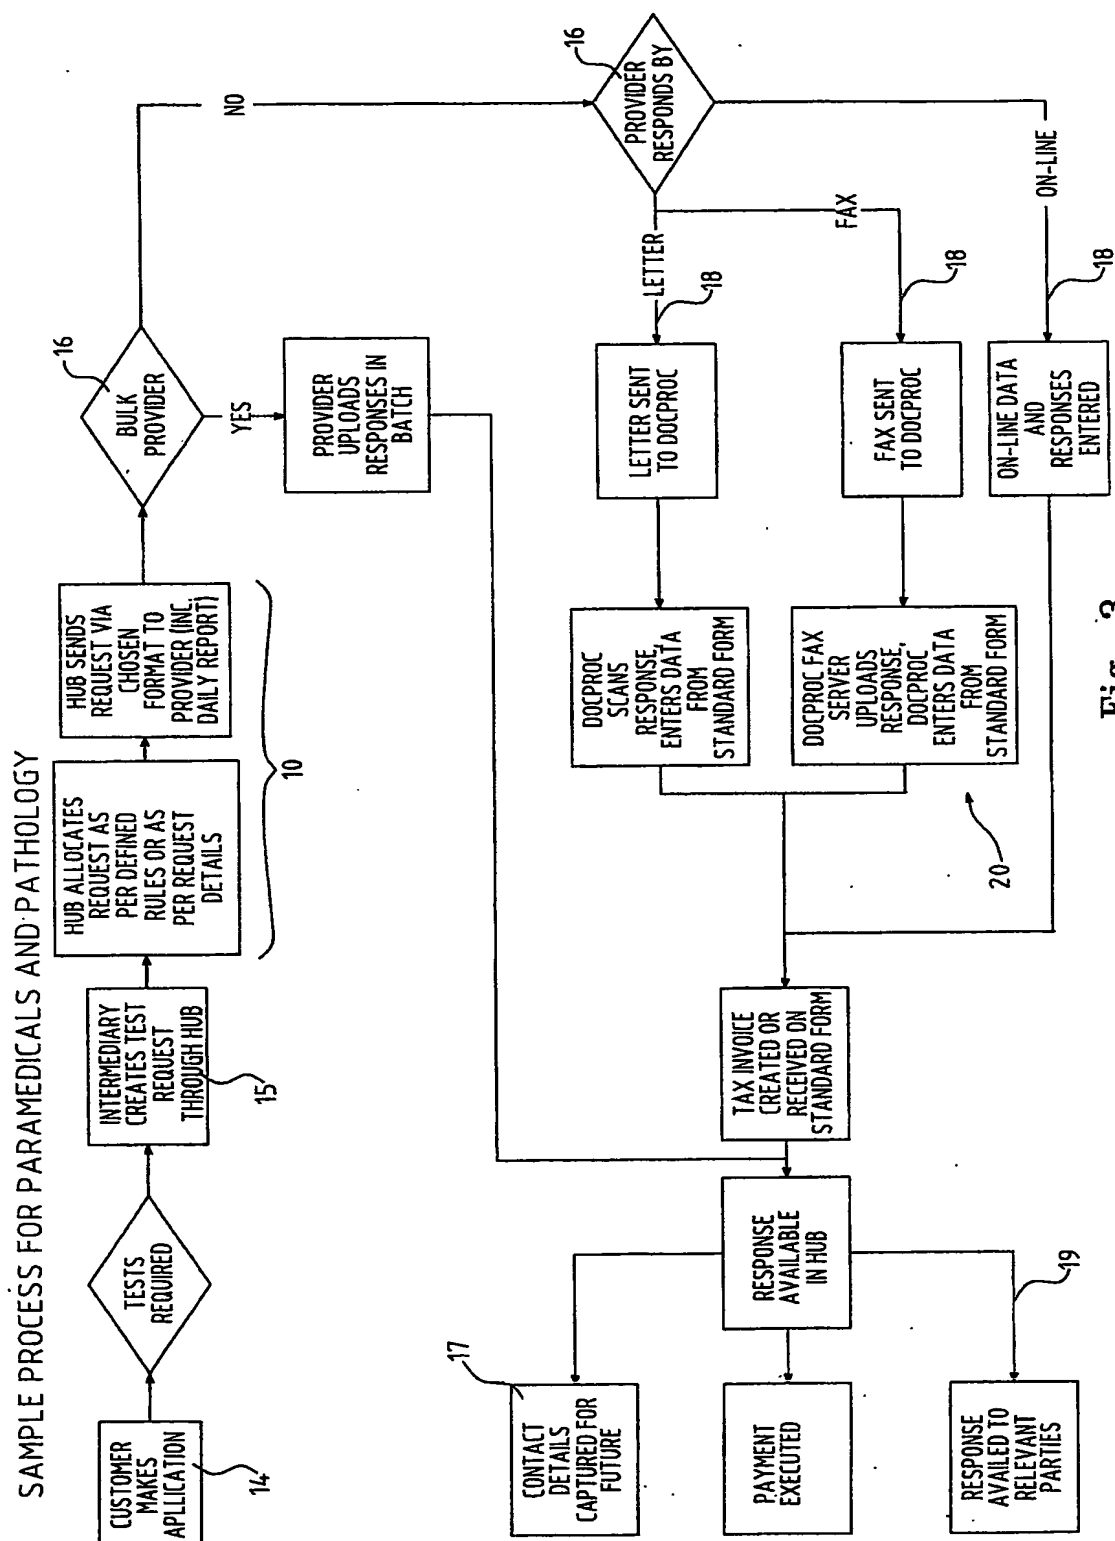 SAMPLE PROCESS FOR PARAMEDICALS AND PATHOLOGY
CUSTOMER
MAKES
APLLICATION
14
TESTS
REQUIRED
INTERMEDIARY
CREATES TEST
REQUEST
THROUGH HUB
15
HUB ALLOCATES
REQUEST AS
PER DEFINED
RULES OR AS
PER REQUEST
DETAILS
HUB SENDS
REQUEST VIA
CHOSEN
FORMAT TO
PROVIDER (INC.
DAILY REPORT)
10
BULK
PROVIDER
16
YES
NO
PROVIDER
UPLOADS
RESPONSES IN
BATCH
PROVIDER
RESPONDS BY
16
LETTER
18
FAX
18
ON-LINE
18
LETTER SENT
TO DOCPROC
FAX SENT
TO DOCPROC
ON-LINE DATA
AND
RESPONSES
ENTERED
DOCPROC
SCANS
RESPONSE,
ENTERS DATA
FROM
STANDARD FORM
DOCPROC FAX
SERVER
UPLOADS
RESPONSE,
DOCPROC
ENTERS DATA
FROM
STANDARD FORM
20
TAX INVOICE
CREATED OR
RECEIVED ON
STANDARD FORM
RESPONSE
AVAILABLE
IN HUB
CONTACT
DETAILS
CAPTURED FOR
FUTURE
17
PAYMENT
EXECUTED
RESPONSE
AVAILED TO
RELEVANT
PARTIES
19
Fig. 3